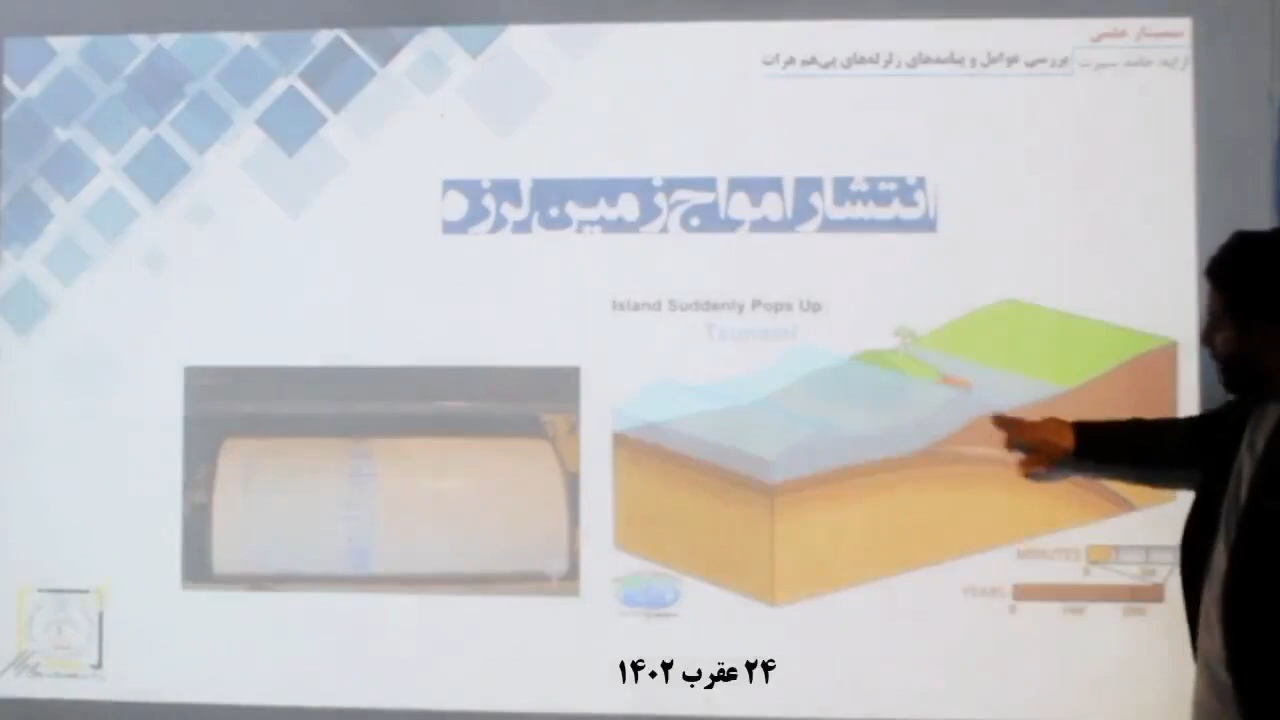 سمینار علمی
بررسی عوامل و پیامدهای زلزله‌های پی‌هم هرات
انتشار امواج زمین لرزه
Island Suddenly Pops Up
Tsunami
MINUTES
YEARS
0
۲۴ عقرب ۱۴۰۲